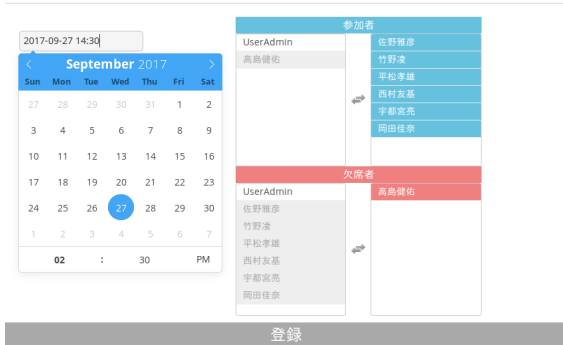 2017-09-27 14:30
September 2017
Sun Mon Tue Wed Thu Fri Sat
27 28 29 30 31 1 2
3 4 5 6 7 8 9
10 11 12 13 14 15 16
17 18 19 20 21 22 23
24 25 26 27 28 29 30
1 2 3 4 5 6 7
02 : 30 PM
参加者
UserAdmin
高島健佑
佐野雅彦
竹野凌
平松孝雄
西村友基
宇都宮亮
岡田佳奈
欠席者
UserAdmin
佐野雅彦
竹野凌
平松孝雄
西村友基
宇都宮亮
岡田佳奈
高島健佑
登録